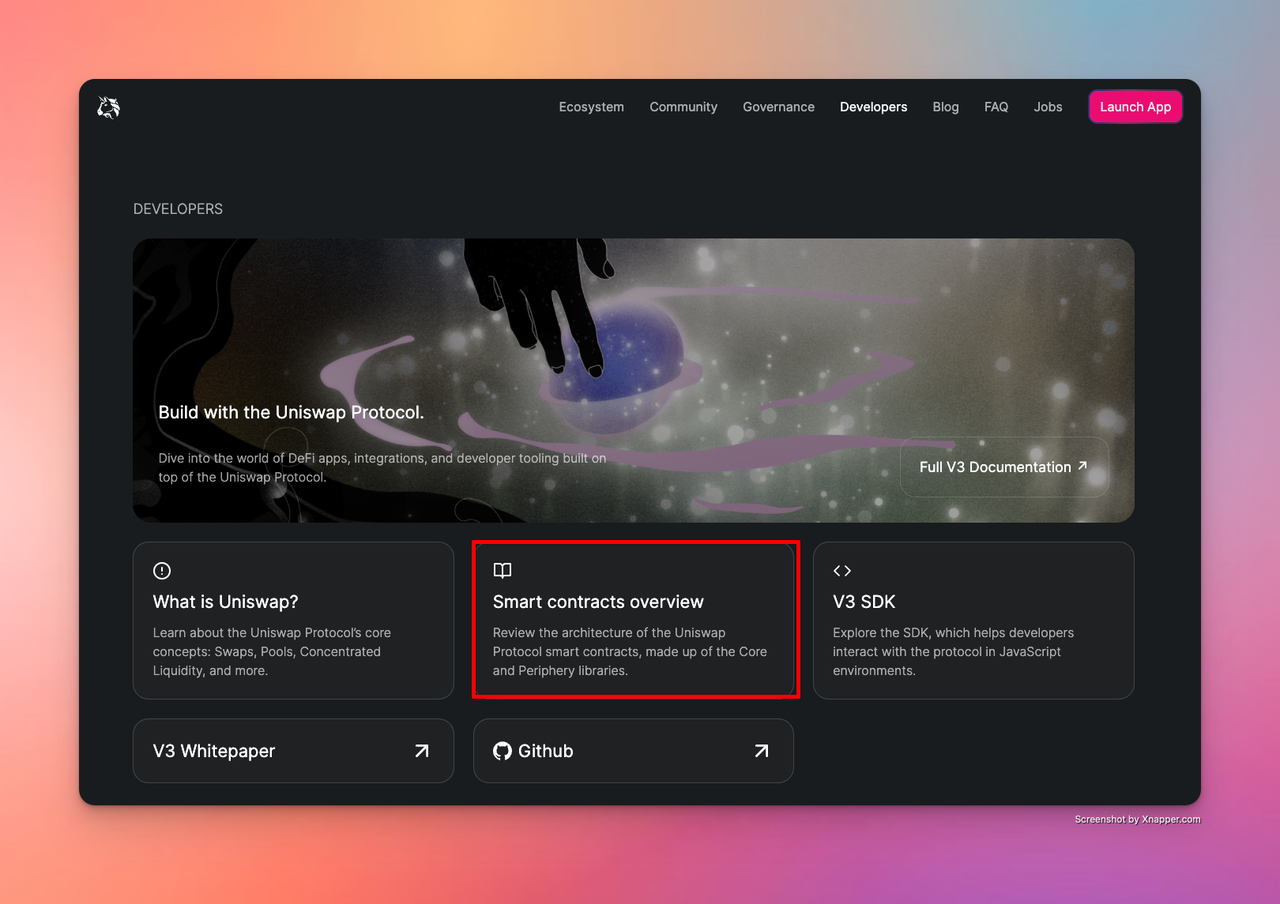 Ecosystem Community Governance Developers Blog FAQ Jobs Launch App
DEVELOPERS
Build with the Uniswap Protocol.
Dive into the world of DeFi apps, integrations, and developer tooling built on
top of the Uniswap Protocol.
Full V3 Documentation ↗
What is Uniswap?
Learn about the Uniswap Protocol’s core
concepts: Swaps, Pools, Concentrated
Liquidity, and more.
Smart contracts overview
Review the architecture of the Uniswap
Protocol smart contracts, made up of the Core
and Periphery libraries.
V3 SDK
Explore the SDK, which helps developers
interact with the protocol in JavaScript
environments.
V3 Whitepaper
Github
Screenshot by Xnapper.com